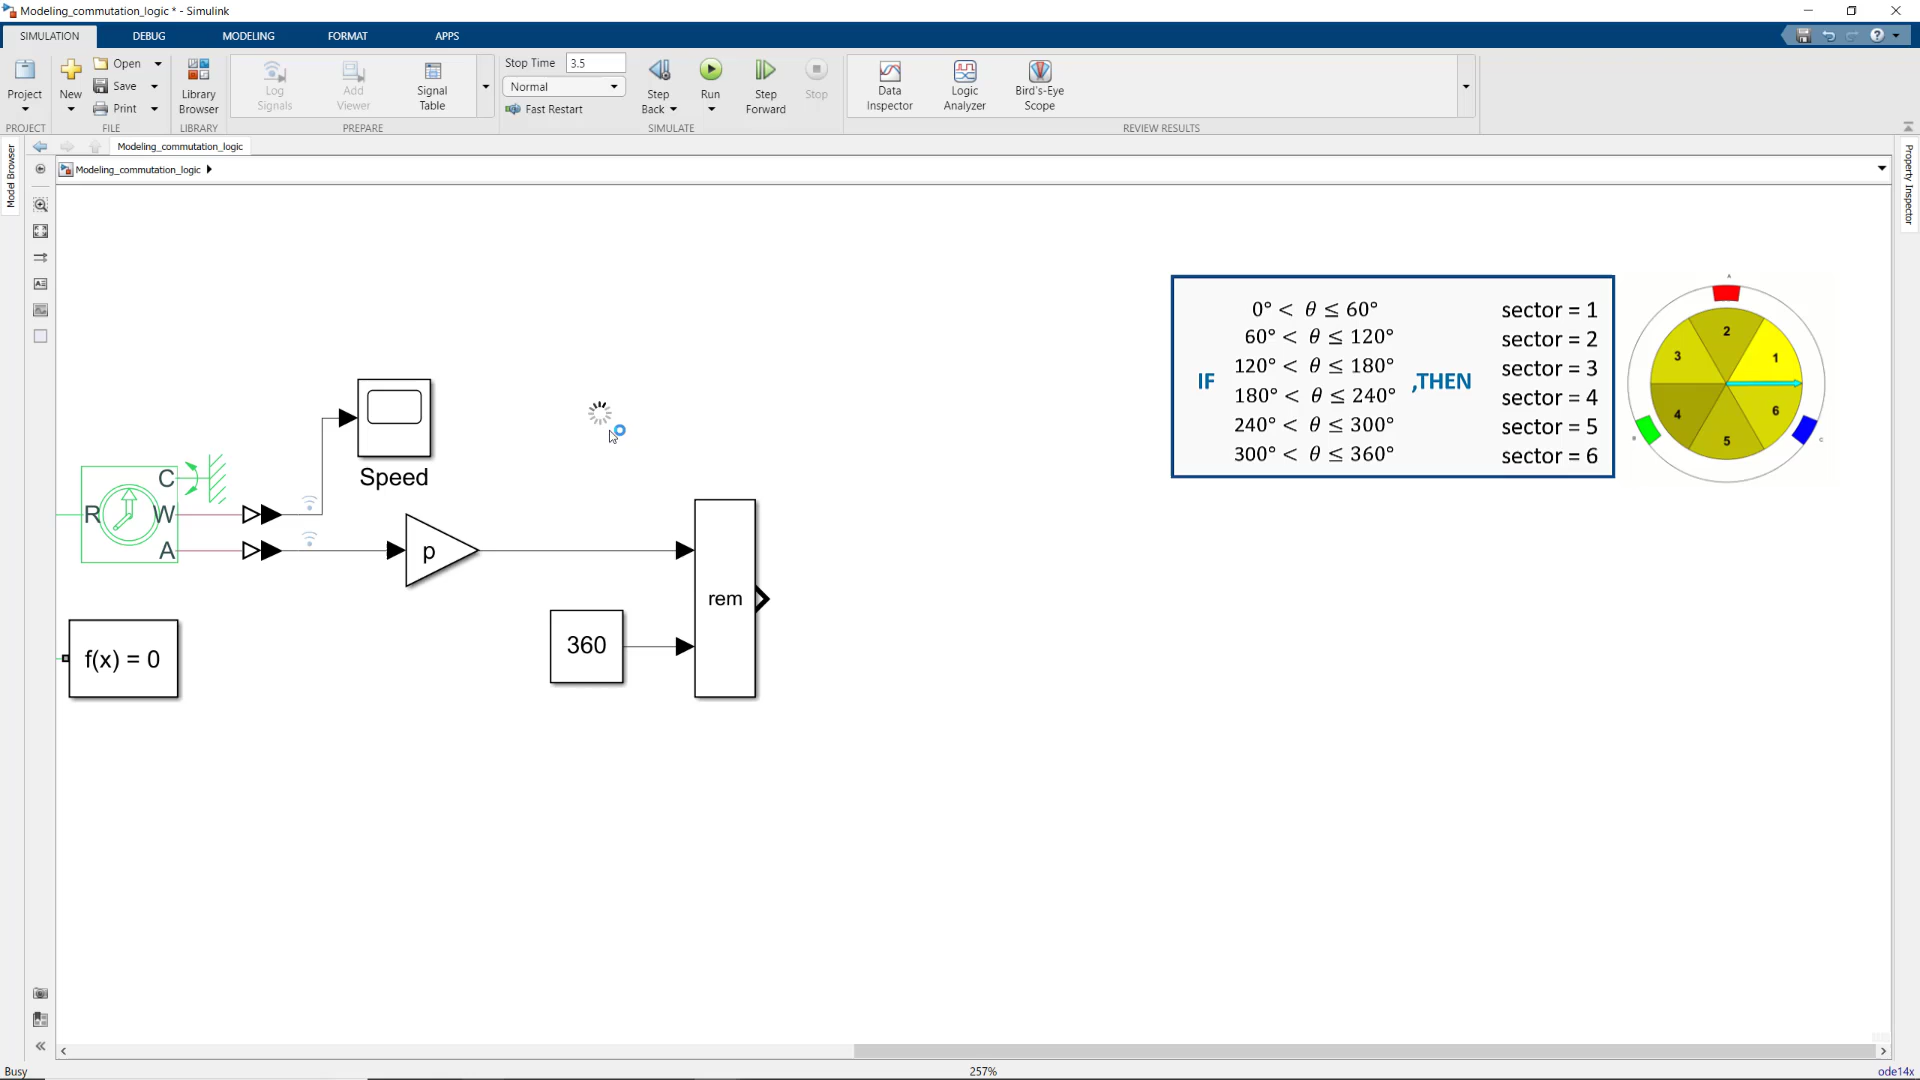 Modeling_commutation_logic * - Simulink
SIMULATION DEBUG MODELING FORMAT APPS
Project
New
Open
Save
Print
Library Browser
Log Signals
Add Viewer
Signal Table
Stop Time 3.5
Normal
Fast Restart
Step Back
Run
Step Forward
Stop
Data Inspector
Logic Analyzer
Bird's-Eye Scope
PROJECT FILE LIBRARY PREPARE SIMULATE REVIEW RESULTS
Model Browser
Modeling_commutation_logic
Modeling_commutation_logic
Property Inspector
0° < θ ≤ 60° sector = 1
60° < θ ≤ 120° sector = 2
120° < θ ≤ 180° sector = 3
IF ,THEN
180° < θ ≤ 240° sector = 4
240° < θ ≤ 300° sector = 5
300° < θ ≤ 360° sector = 6
A
2
3 1
4 6
5
C
Speed
C
R W
A
p
rem
360
f(x) = 0
Busy 257% ode14x